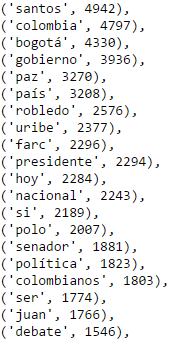 ('santos', 4942),
('colombia', 4797),
('bogotá', 4330),
('gobierno', 3936),
('paz', 3270),
('país', 3208),
('robledo', 2576),
('uribe', 2377),
('farc', 2296),
('presidente', 2294),
('hoy', 2284),
('nacional', 2243),
('si', 2189),
('polo', 2007),
('senador', 1881),
('política', 1823),
('colombianos', 1803),
('ser', 1774),
('juan', 1766),
('debate', 1546),